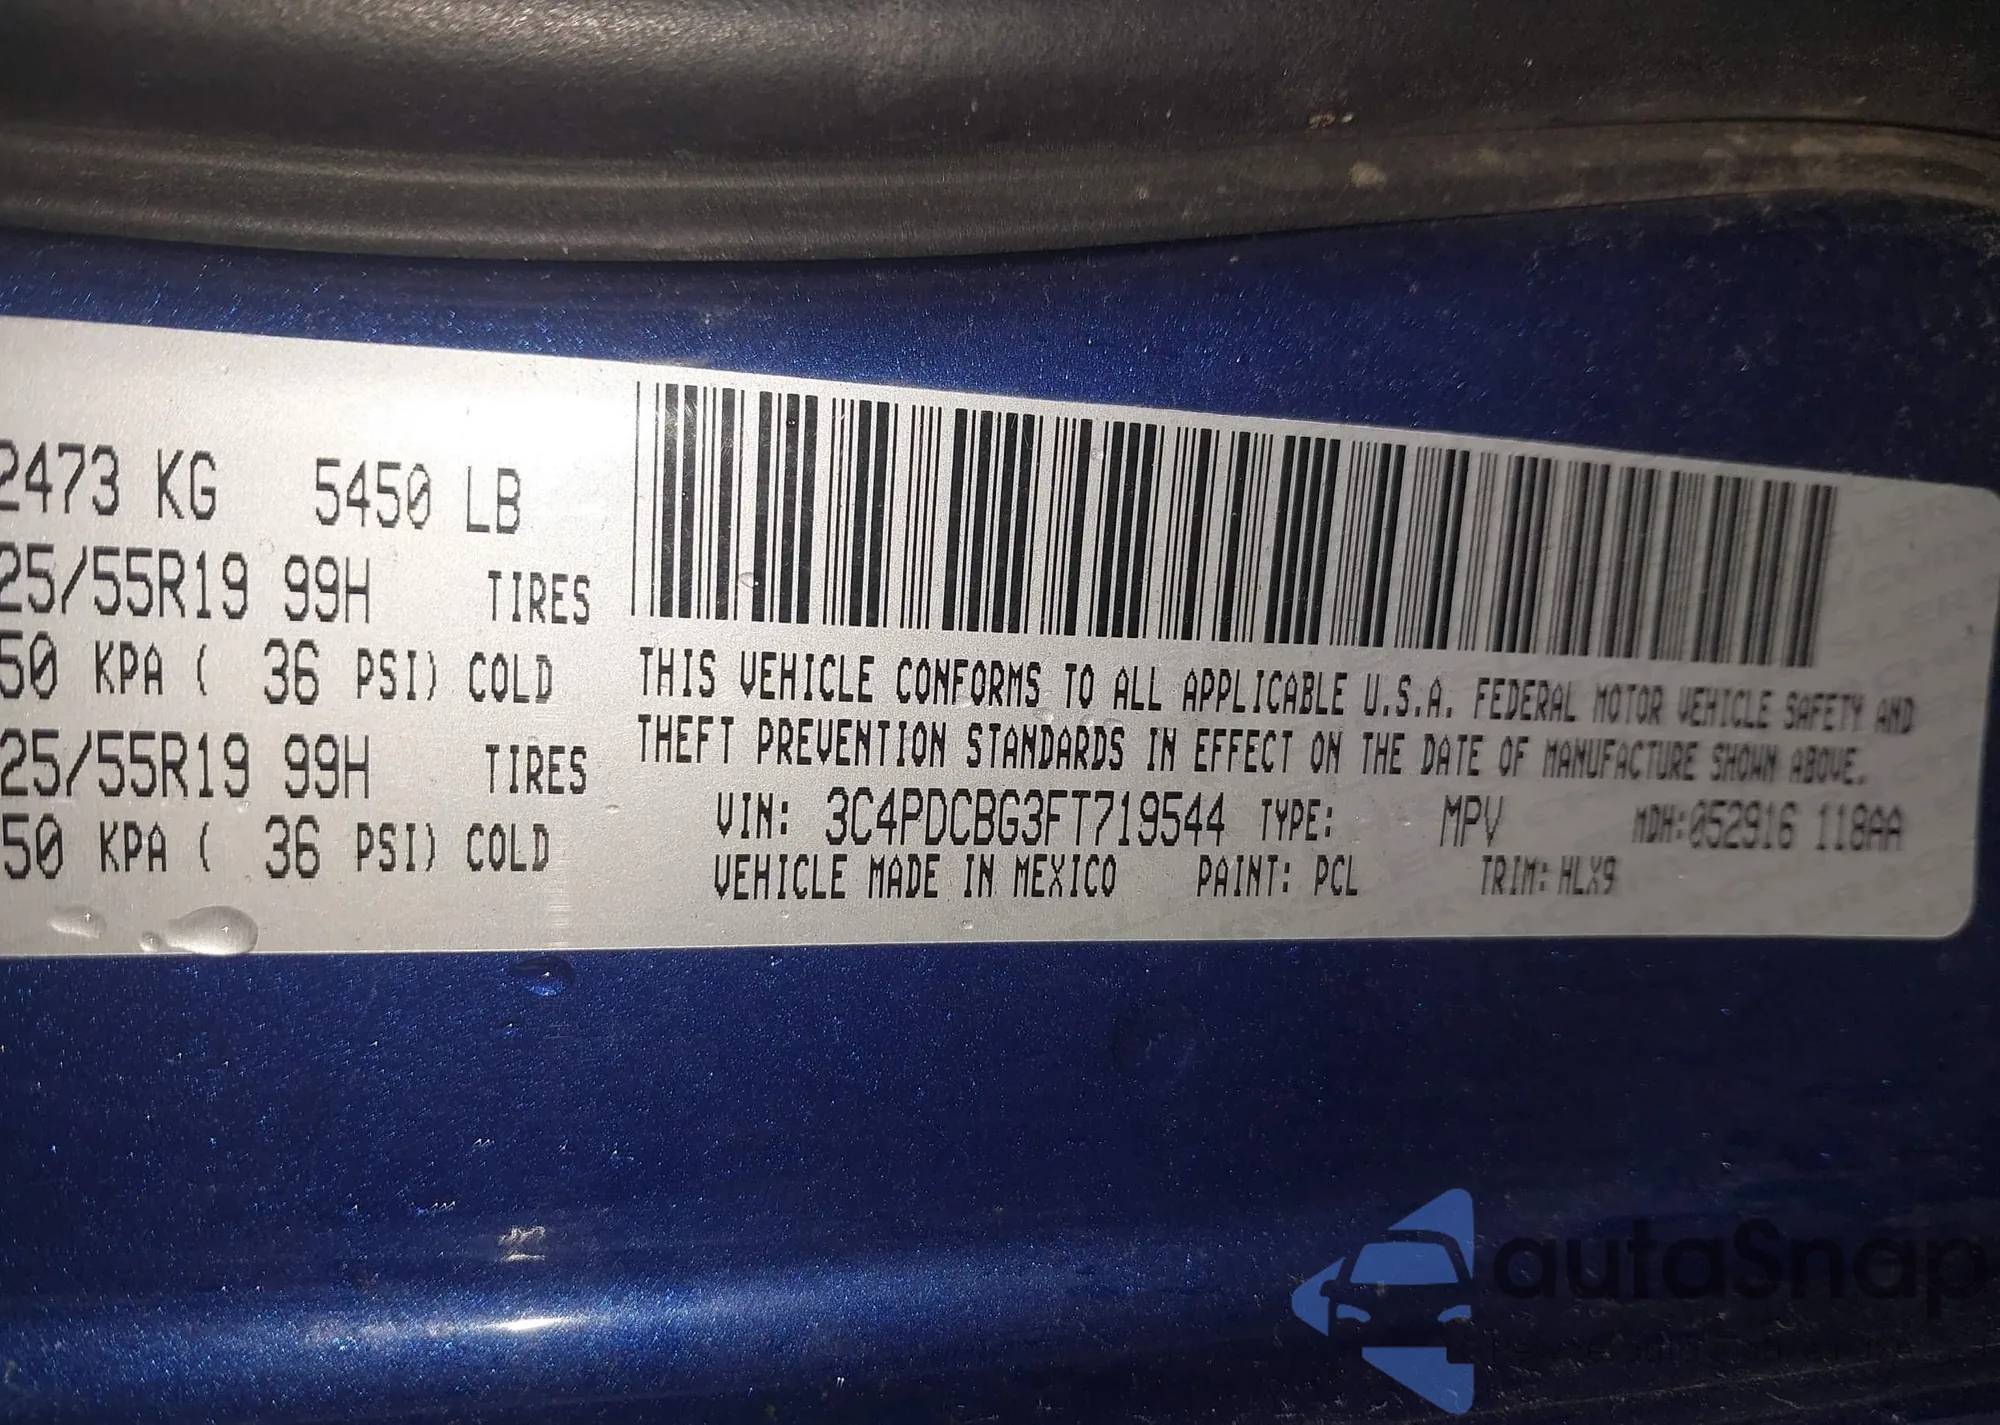 2473 KG 5450 LB
25/55R19 99H TIRES
50 KPA ( 36 PSI) COLD
25/55R19 99H TIRES
50 KPA ( 36 PSI) COLD
THIS VEHICLE CONFORMS TO ALL APPLICABLE U.S.A. FEDERAL MOTOR VEHICLE SAFETY AND
THEFT PREVENTION STANDARDS IN EFFECT ON THE DATE OF MANUFACTURE SHOWN ABOVE.
VIN: 3C4PDCBG3FT719544 TYPE: MPV MDH:052916 118AA
VEHICLE MADE IN MEXICO PAINT: PCL TRIM: HLX9
autaSnap